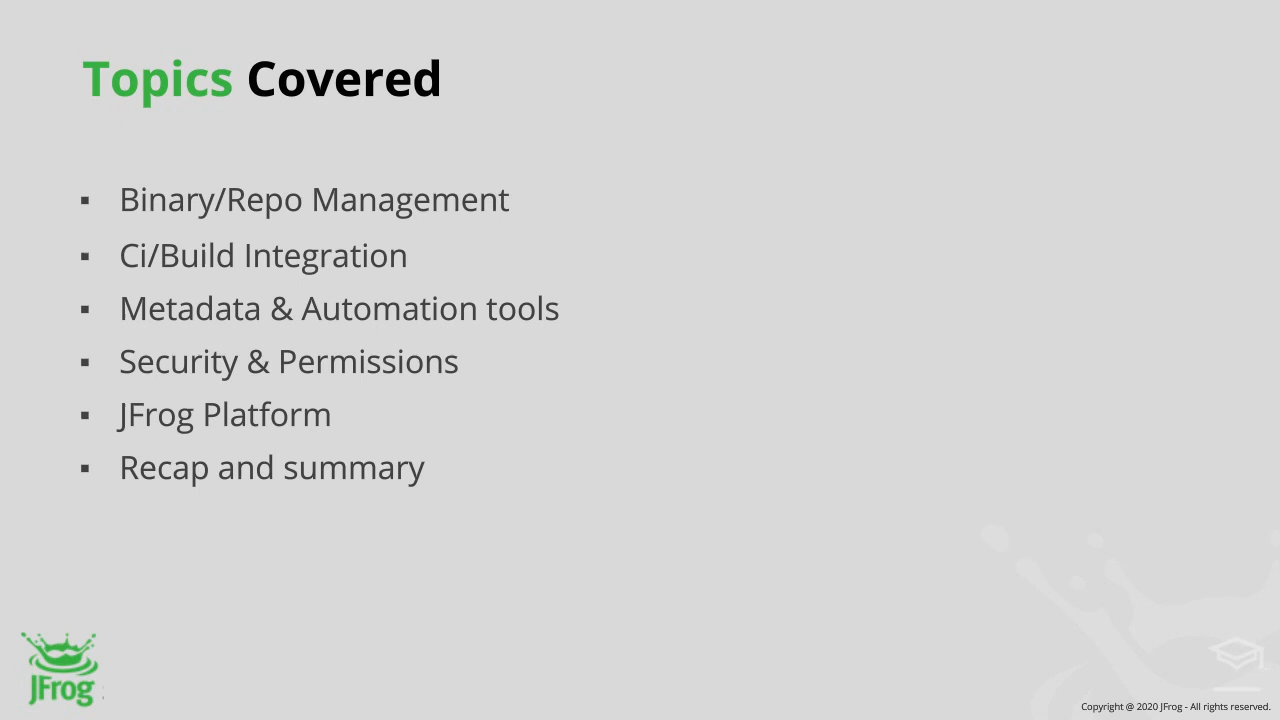 Topics Covered
▪ Binary/Repo Management
▪ Ci/Build Integration
▪ Metadata & Automation tools
▪ Security & Permissions
▪ JFrog Platform
▪ Recap and summary
JFrog
Copyright @ 2020 JFrog - All rights reserved.